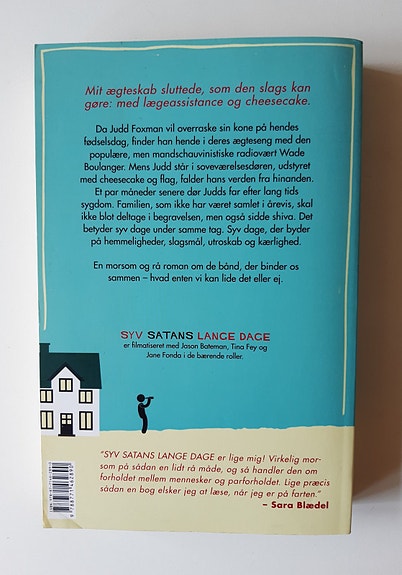 Mit ægteskab sluttede, som den slags kan
gøre: med lægeassistance og cheesecake.
Da Judd Foxman vil overraske sin kone på hendes
fødselsdag, finder han hende i deres ægteseng med den
populære, men mandschauvinistiske radiovært Wade
Boulanger. Mens Judd står i soveværelsesdøren, udstyret
med cheesecake og flag, falder hans verden fra hinanden.
Et par måneder senere dør Judds far efter lang tids
sygdom. Familien, som ikke har været samlet i årevis, skal
ikke blot deltage i begravelsen, men også sidde shiva. Det
betyder syv dage under samme tag. Syv dage, der byder
på hemmeligheder, slagsmål, utroskab og kærlighed.
En morsom og rå roman om de bånd, der binder os
sammen – hvad enten vi kan lide det eller ej.
SYV SATANS LANGE DAGE
er filmatiseret med Jason Bateman, Tina Fey og
Jane Fonda i de bærende roller.
"SYV SATANS LANGE DAGE er lige mig! Virkelig mor-
som på sådan en lidt rå måde, og så handler den om
forholdet mellem mennesker og parforholdet. Lige præcis
sådan en bog elsker jeg at læse, når jeg er på farten."
– Sara Blædel